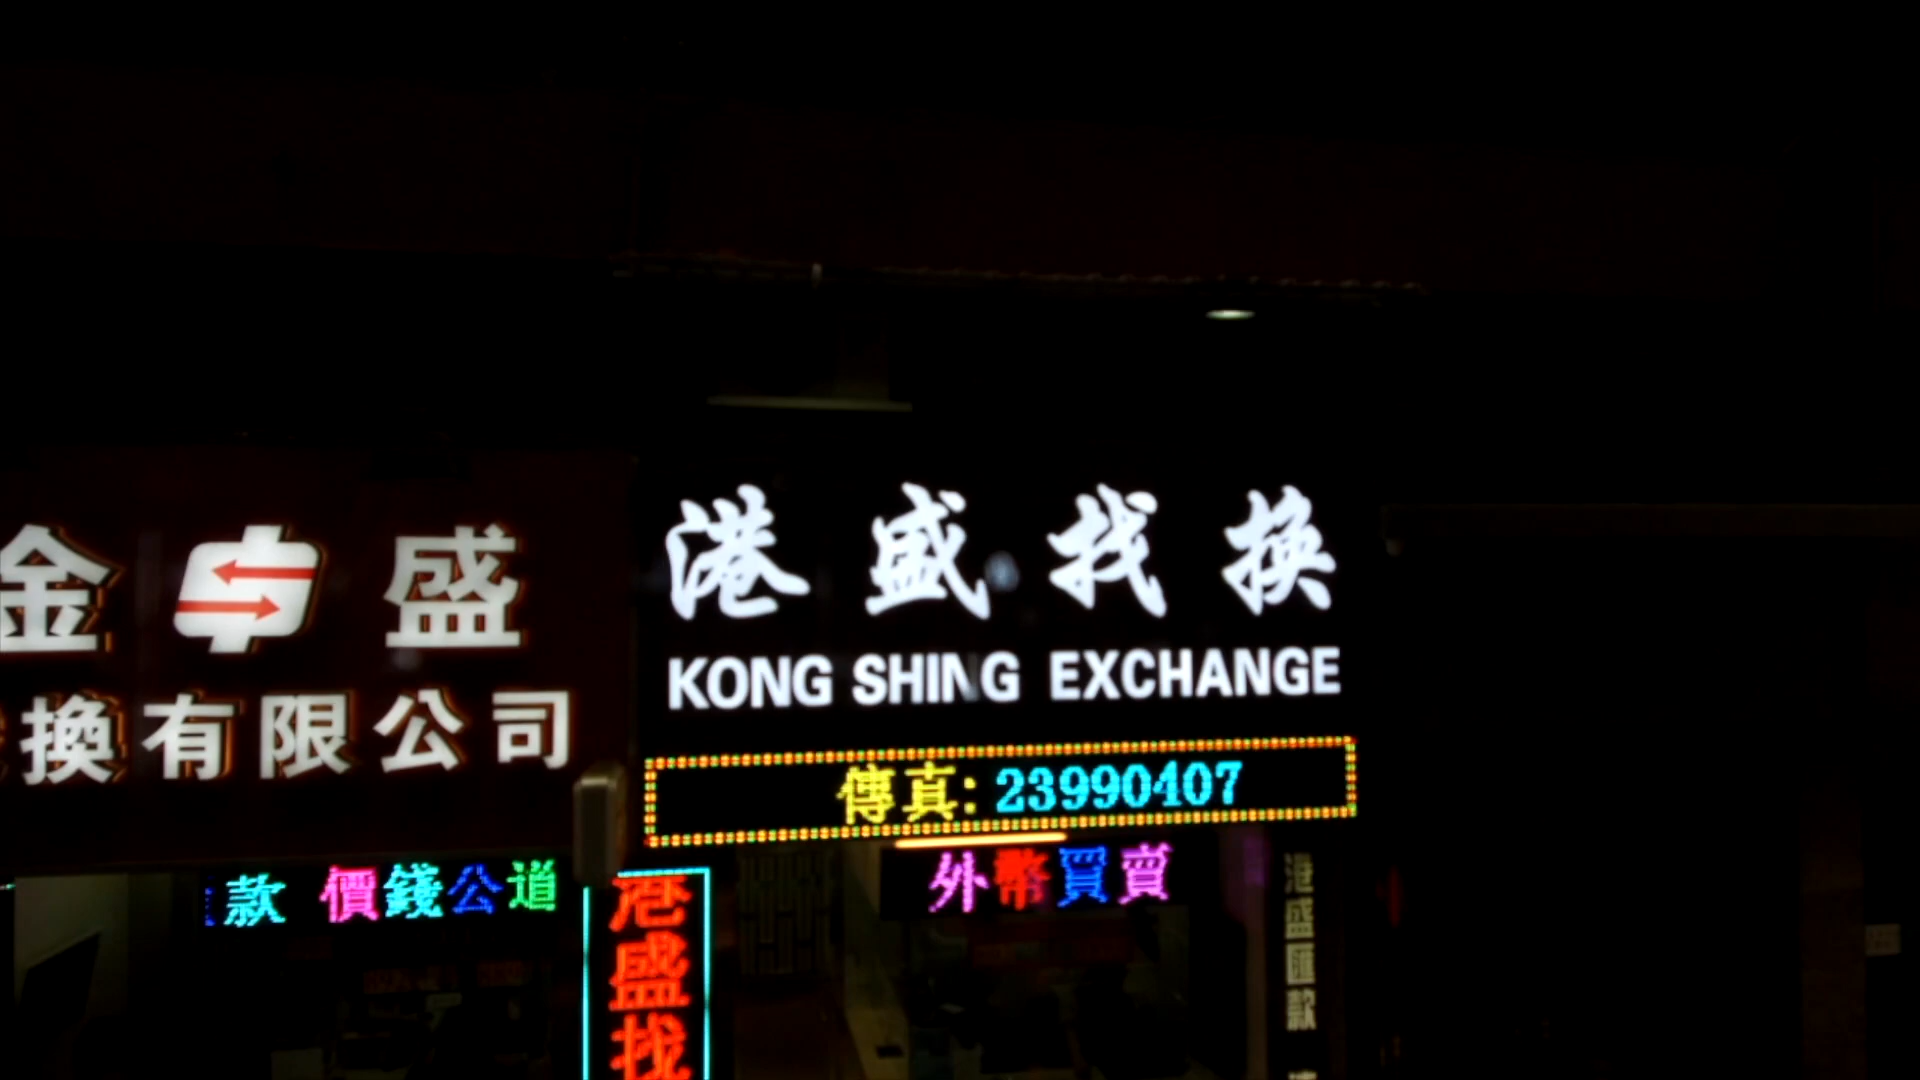 金 盛
換有限公司
港盛找換
KONG SHING EXCHANGE
傳真: 23990407
款 價錢公道
外幣買賣
港盛找
港盛匯款